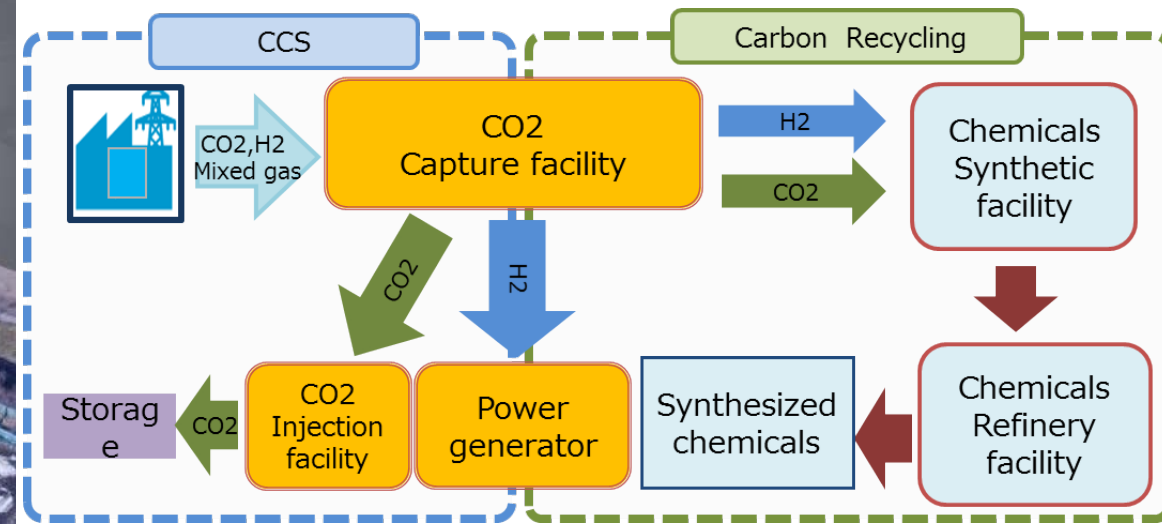 CCS
Carbon Recycling
CO2,H2
Mixed gas
CO2
Capture facility
H2
CO2
Chemicals
Synthetic
facility
CO2
H2
Storag
e
CO2
CO2
Injection
facility
Power
generator
Synthesized
chemicals
Chemicals
Refinery
facility